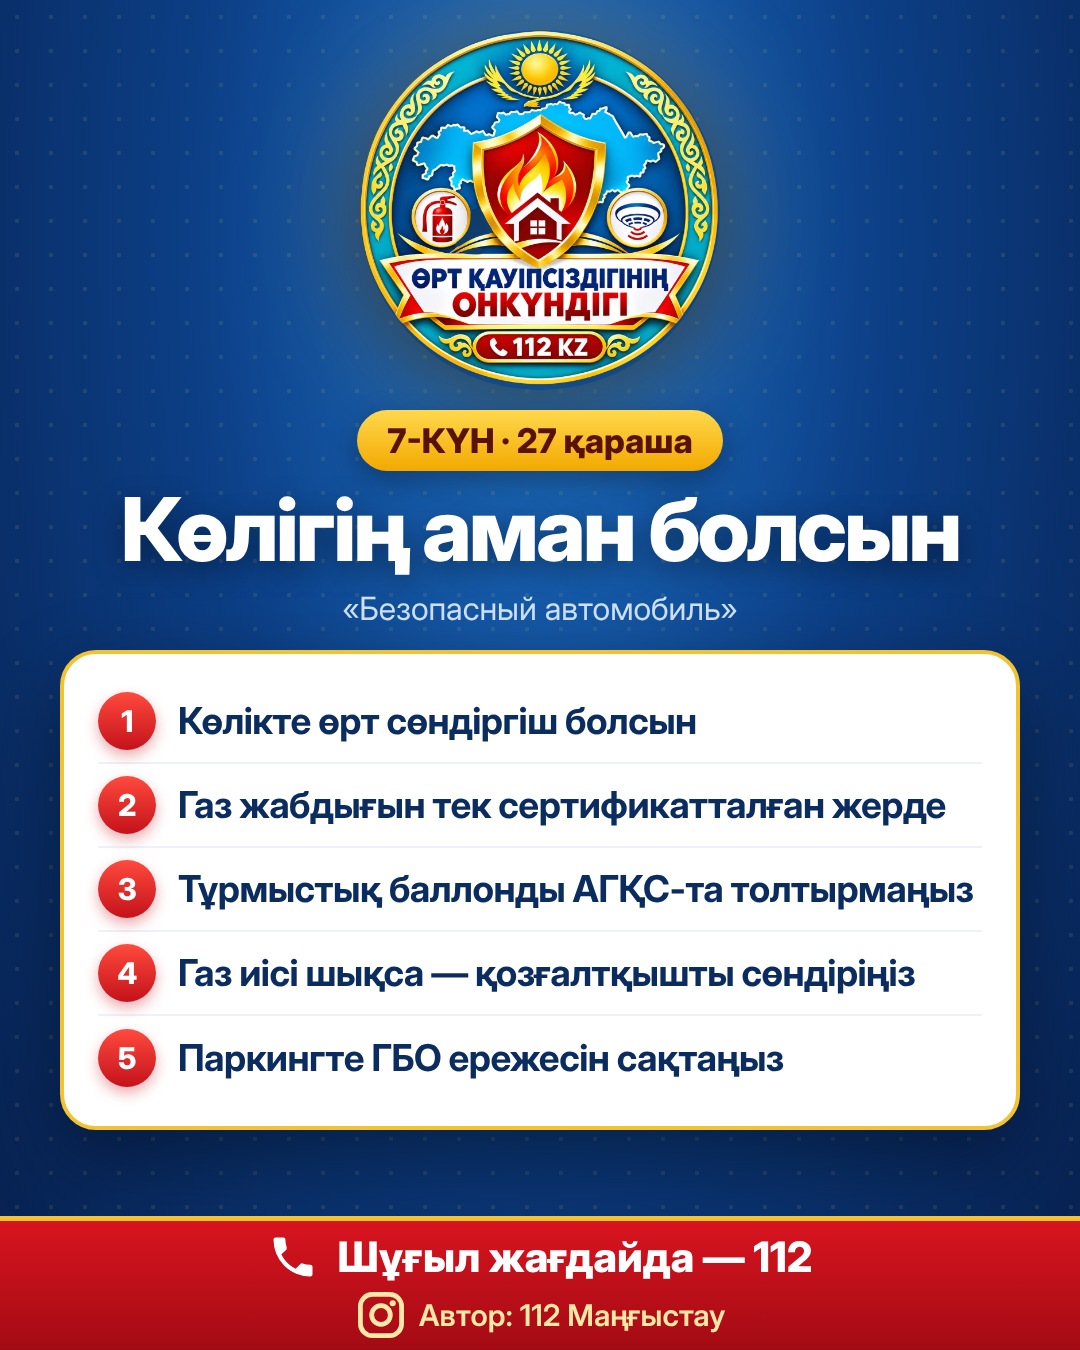 ӨРТ ҚАУІПСІЗДІГІНІҢ
ОНКҮНДІГІ
112 KZ
7-КҮН · 27 қараша
Көлігің аман болсын
«Безопасный автомобиль»
1 Көлікте өрт сөндіргіш болсын
2 Газ жабдығын тек сертификатталған жерде
3 Тұрмыстық баллонды АГҚС-та толтырмаңыз
4 Газ иісі шықса — қозғалтқышты сөндіріңіз
5 Паркингте ГБО ережесін сақтаңыз
Шұғыл жағдайда — 112
Автор: 112 Маңғыстау